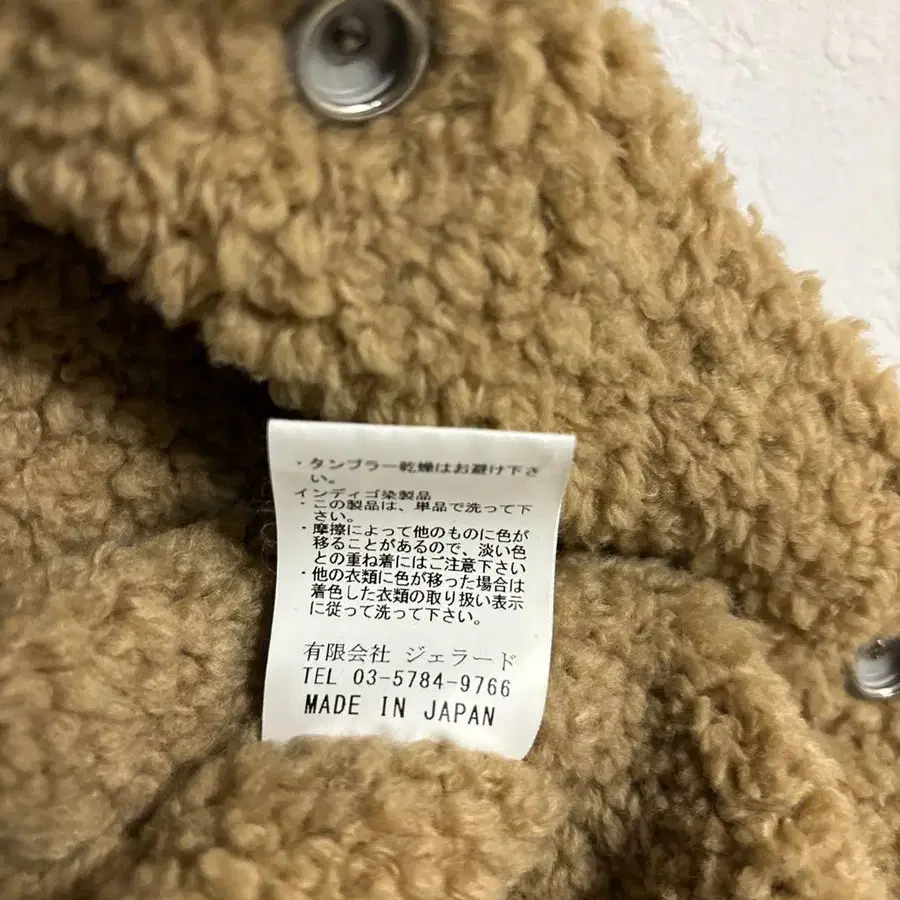 ・タンブラー乾燥はお避け下さ
い。
インディゴ染製品
・この製品は、単品で洗って下
さい。
・摩擦によって他のものに色が
移ることがあるので、淡い色
との重ね着にはご注意下さい
・他の衣類に色が移った場合は
着色した衣類の取り扱い表示
に従って洗って下さい。
有限会社 ジェラード
TEL 03-5784-9766
MADE IN JAPAN